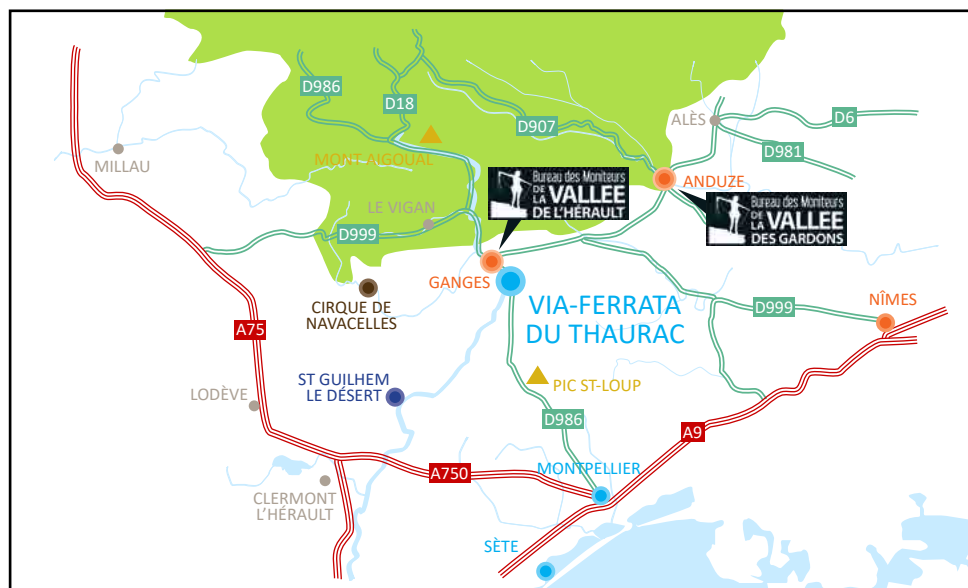 D986
D18
D907
ALÈS
D6
D981
MILLAU
MONT-AIGOUAL
ANDUZE
Bureau des Moniteurs
DE LA VALLEE
DE L'HÉRAULT
Bureau des Moniteurs
DE LA VALLEE
DES GARDONS
LE VIGAN
D999
GANGES
CIRQUE DE
NAVACELLES
VIA-FERRATA
DU THAURAC
D999
NÎMES
A75
ST GUILHEM
LE DÉSERT
PIC ST-LOUP
LODÈVE
D986
A9
A750
MONTPELLIER
CLERMONT
L'HÉRAULT
SÈTE